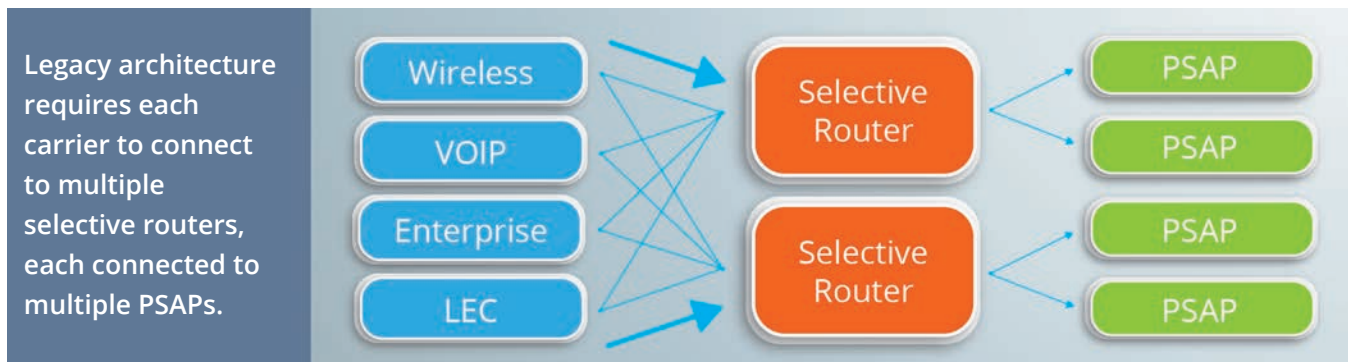 Legacy architecture
requires each
carrier to connect
to multiple
selective routers,
each connected to
multiple PSAPs.
Wireless
VOIP
Enterprise
LEC
Selective
Router
Selective
Router
PSAP
PSAP
PSAP
PSAP